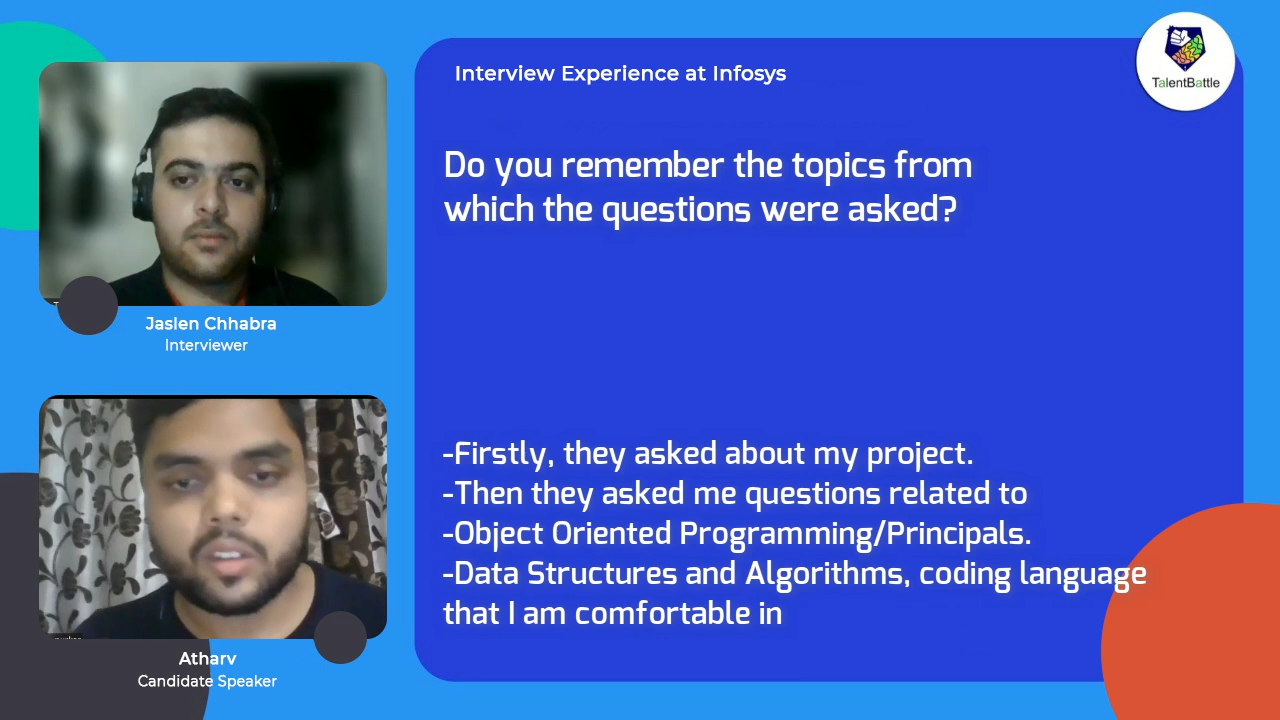 Interview Experience at Infosys
TalentBattle
Do you remember the topics from
which the questions were asked?
Jaslen Chhabra
Interviewer
-Firstly, they asked about my project.
-Then they asked me questions related to
-Object Oriented Programming/Principals.
-Data Structures and Algorithms, coding language
that I am comfortable in
Atharv
Candidate Speaker